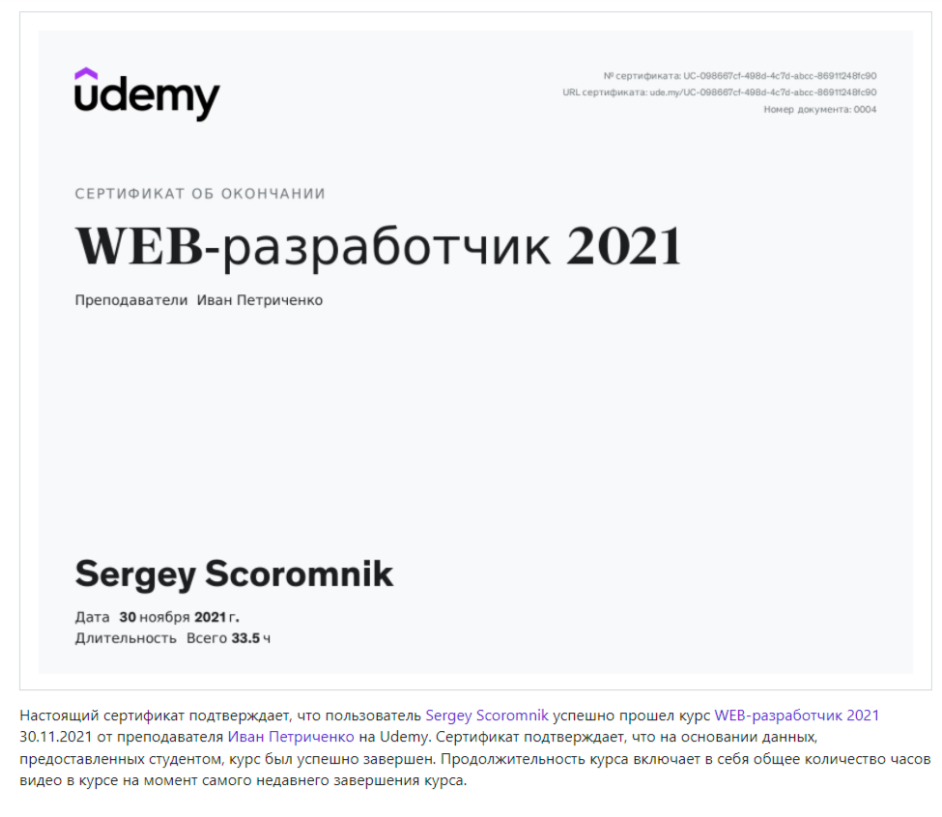 udemy
№ сертификата: UC-098667cf-498d-4c7d-abcc-86911248fc90
URL сертификата: ude.my/UC-098667cf-498d-4c7d-abcc-86911248fc90
Номер документа: 0004
СЕРТИФИКАТ ОБ ОКОНЧАНИИ
WEB-разработчик 2021
Преподаватели Иван Петриченко
Sergey Scoromnik
Дата 30 ноября 2021 г.
Длительность Всего 33.5 ч
Настоящий сертификат подтверждает, что пользователь Sergey Scoromnik успешно прошел курс WEB-разработчик 2021
30.11.2021 от преподавателя Иван Петриченко на Udemy. Сертификат подтверждает, что на основании данных,
предоставленных студентом, курс был успешно завершен. Продолжительность курса включает в себя общее количество часов
видео в курсе на момент самого недавнего завершения курса.